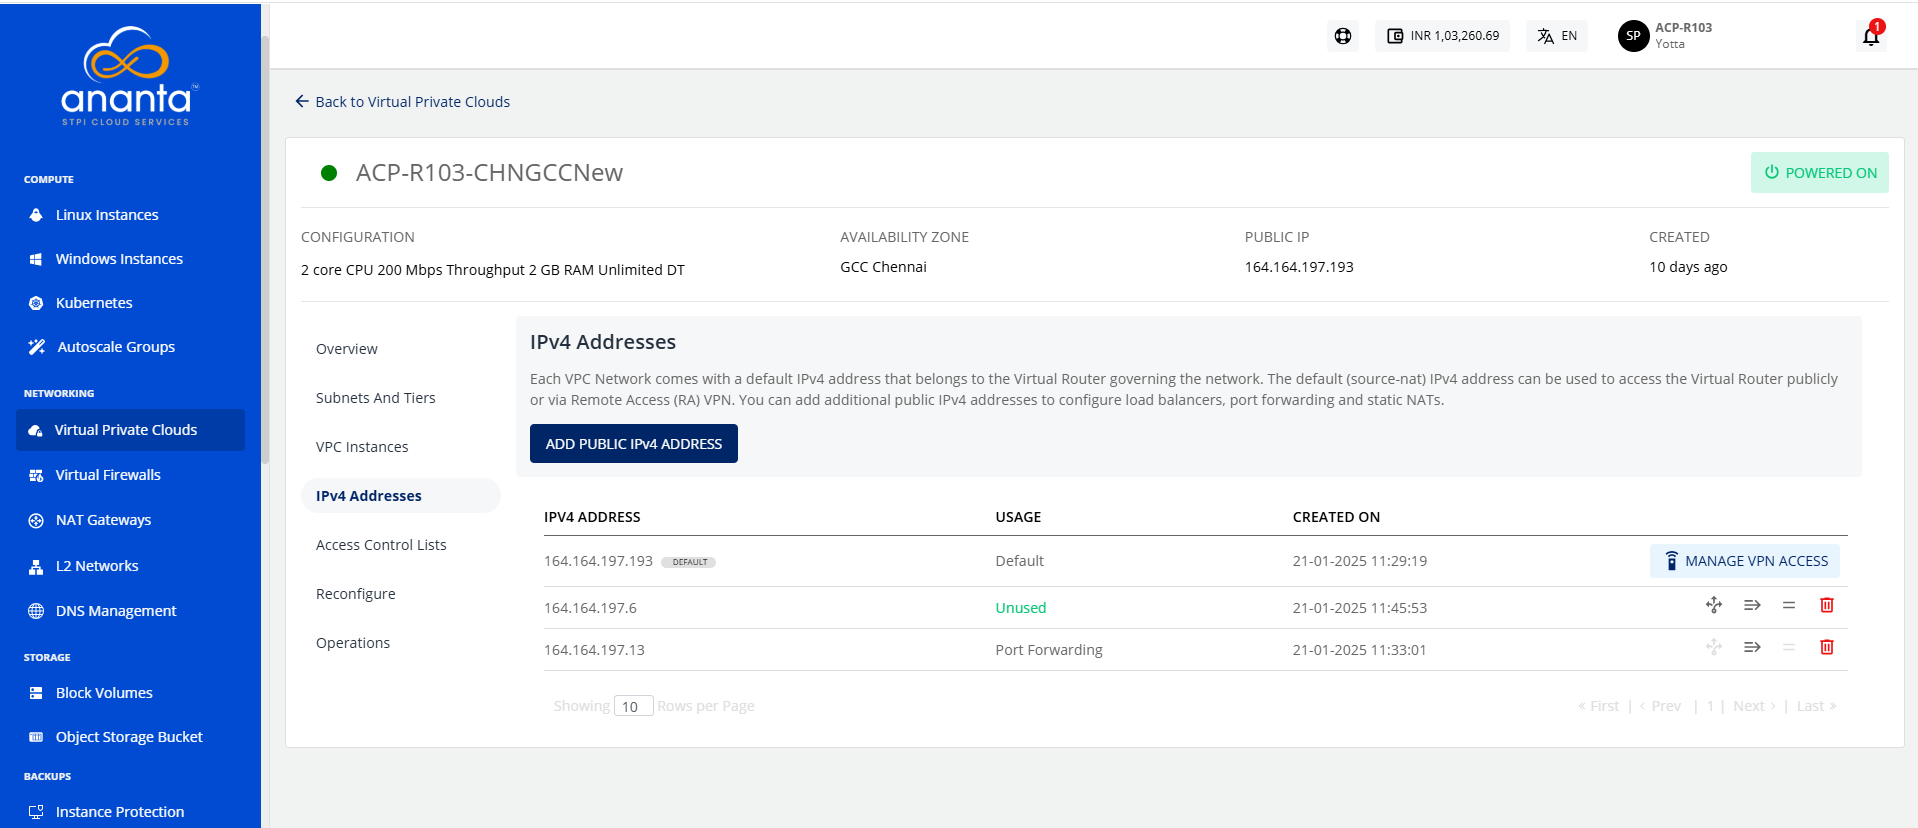 ananta™
STPI CLOUD SERVICES
COMPUTE
Linux Instances
Windows Instances
Kubernetes
Autoscale Groups
NETWORKING
Virtual Private Clouds
Virtual Firewalls
NAT Gateways
L2 Networks
DNS Management
STORAGE
Block Volumes
Object Storage Bucket
BACKUPS
Instance Protection
INR 1,03,260.69
EN
SP
ACP-R103
Yotta
1
Back to Virtual Private Clouds
ACP-R103-CHNGCCNew
POWERED ON
CONFIGURATION AVAILABILITY ZONE PUBLIC IP CREATED
2 core CPU 200 Mbps Throughput 2 GB RAM Unlimited DT GCC Chennai 164.164.197.193 10 days ago
Overview
Subnets And Tiers
VPC Instances
IPv4 Addresses
Access Control Lists
Reconfigure
Operations
IPv4 Addresses
Each VPC Network comes with a default IPv4 address that belongs to the Virtual Router governing the network. The default (source-nat) IPv4 address can be used to access the Virtual Router publicly
or via Remote Access (RA) VPN. You can add additional public IPv4 addresses to configure load balancers, port forwarding and static NATs.
ADD PUBLIC IPv4 ADDRESS
IPV4 ADDRESS USAGE CREATED ON
164.164.197.193 DEFAULT Default 21-01-2025 11:29:19 MANAGE VPN ACCESS
164.164.197.6 Unused 21-01-2025 11:45:53
164.164.197.13 Port Forwarding 21-01-2025 11:33:01
Showing 10 Rows per Page
« First | ‹ Prev | 1 | Next › | Last »